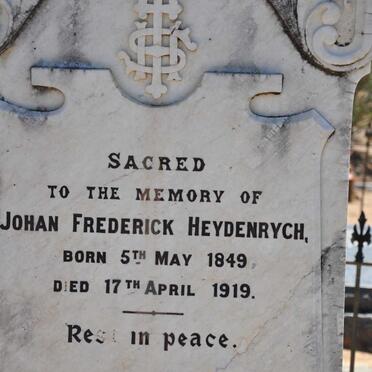 IHS
SACRED
TO THE MEMORY OF
JOHAN FREDERICK HEYDENRYCH,
BORN 5TH MAY 1849,
DIED 17TH APRIL 1919.
Rest in peace.